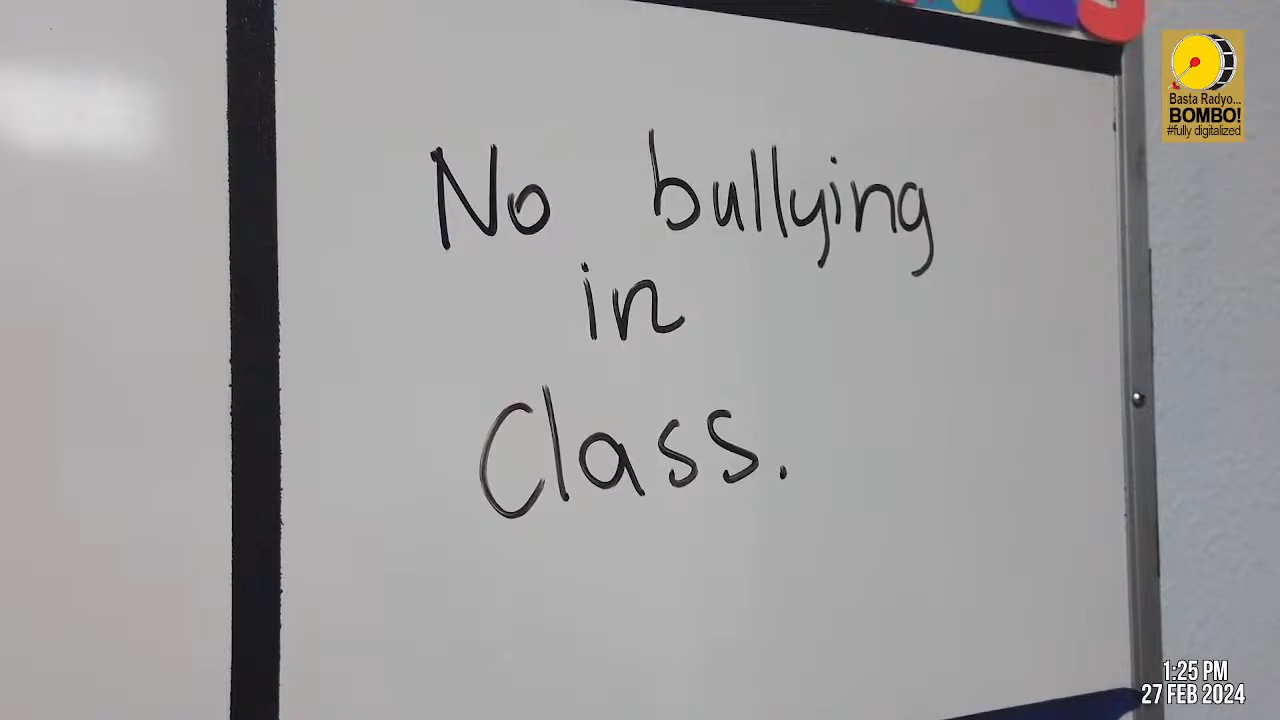 No bullying
in
Class.
Basta Radyo...
BOMBO!
#fully digitalized
1:25 PM
27 FEB 2024